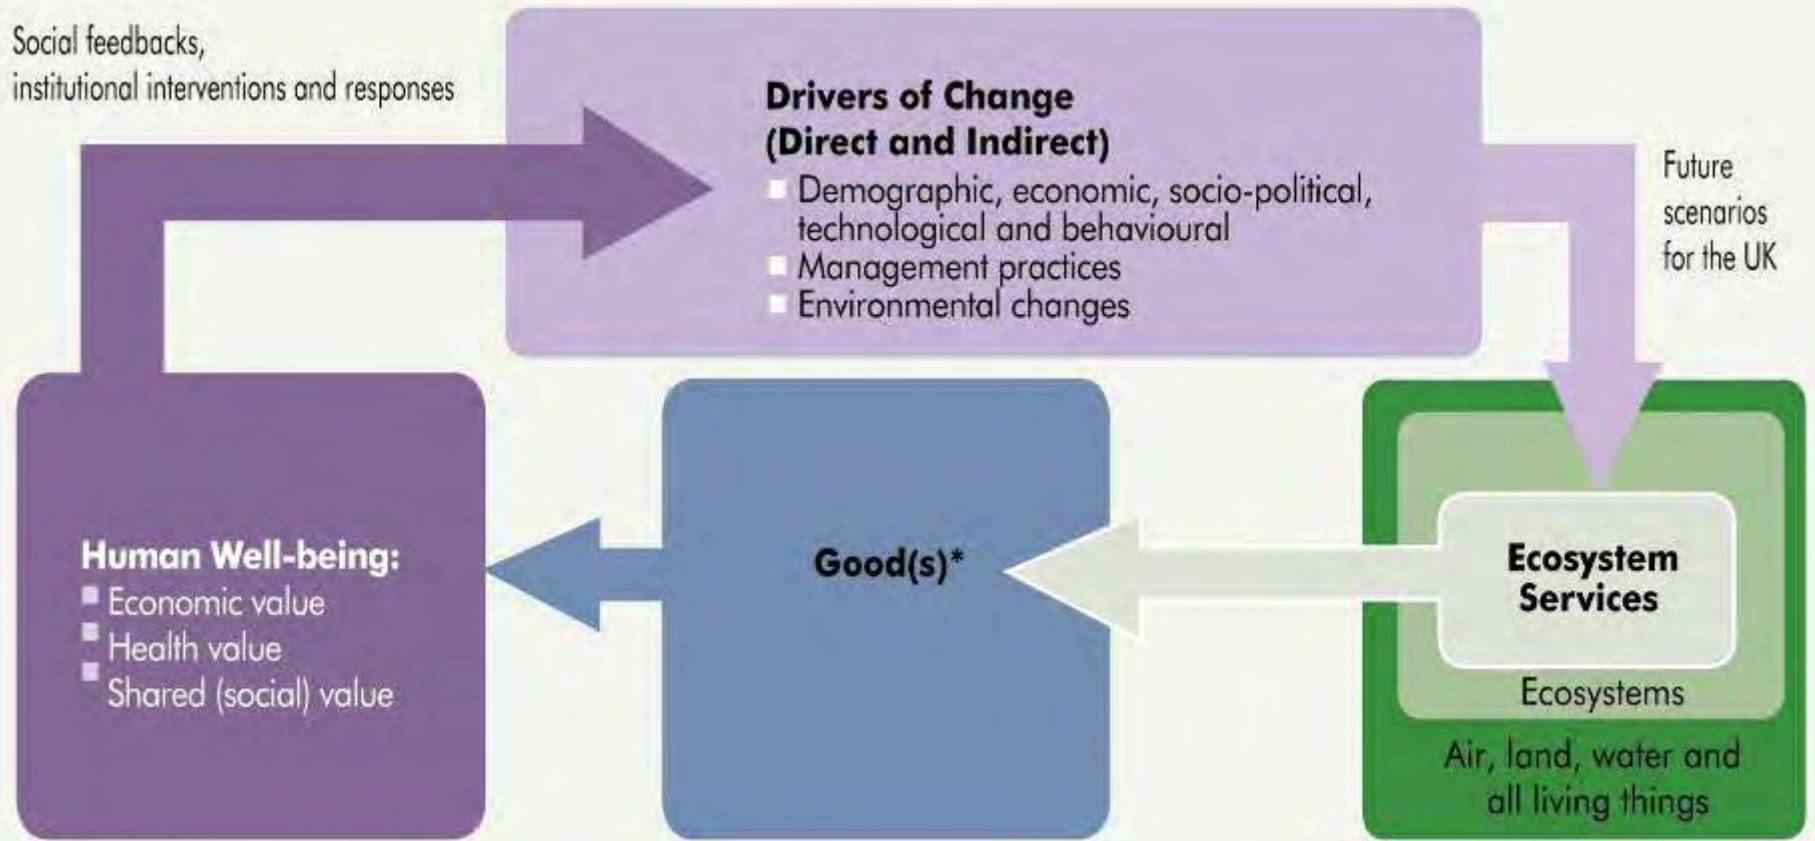 Social feedbacks,
institutional interventions and responses
Drivers of Change
(Direct and Indirect)
Demographic, economic, socio-political,
technological and behavioural
Management practices
Environmental changes
Future
scenarios
for the UK
Human Well-being:
Economic value
Health value
Shared (social) value
Good(s)*
Ecosystem
Services
Ecosystems
Air, land, water and
all living things